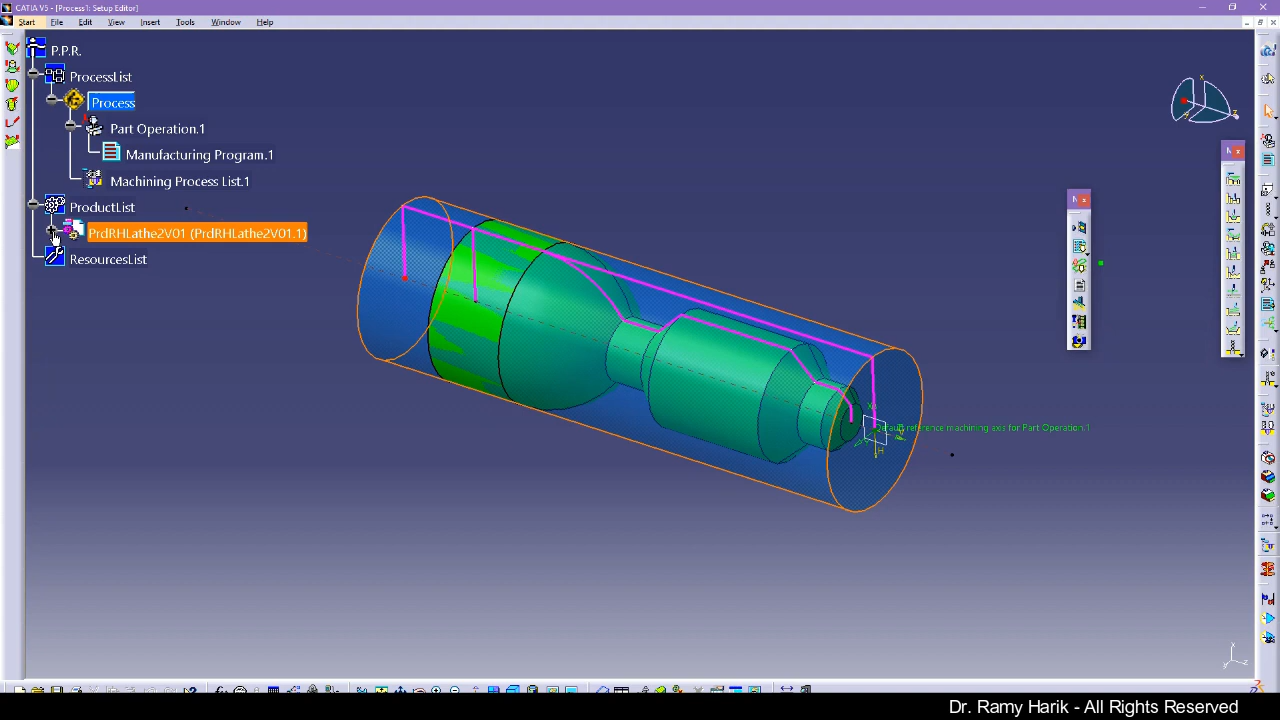 CATIA V5 - [Process1: Setup Editor]
Start File Edit View Insert Tools Window Help
P.P.R.
ProcessList
Process
Part Operation.1
Manufacturing Program.1
Machining Process List.1
ProductList
PrdRHLathe2V01 (PrdRHLathe2V01.1)
ResourcesList
Default reference machining axis for Part Operation.1
Dr. Ramy Harik - All Rights Reserved